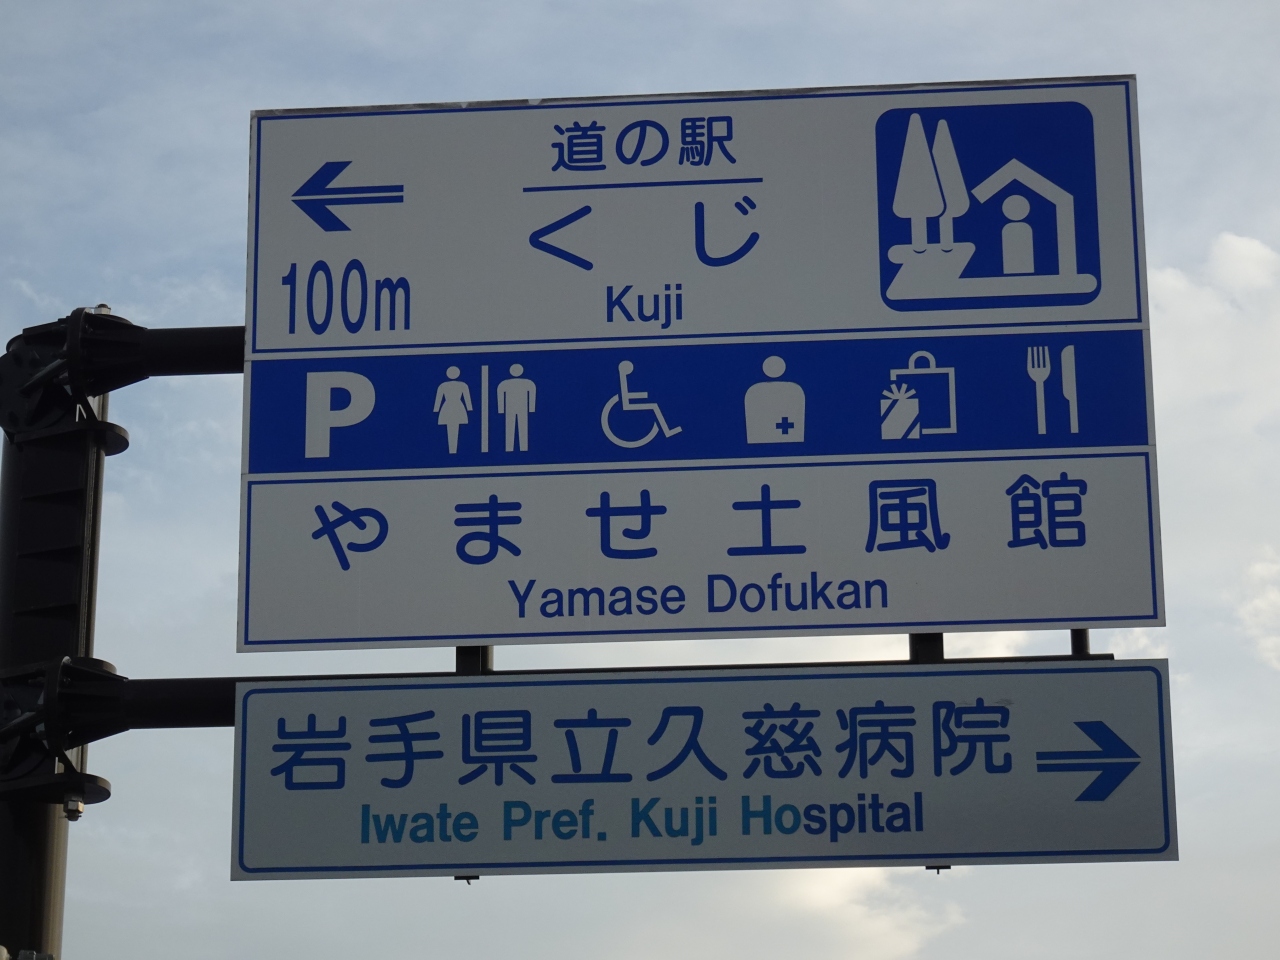 道の駅
くじ
Kuji
100m
P
やませ土風館
Yamase Dofukan
岩手県立久慈病院
Iwate Pref. Kuji Hospital